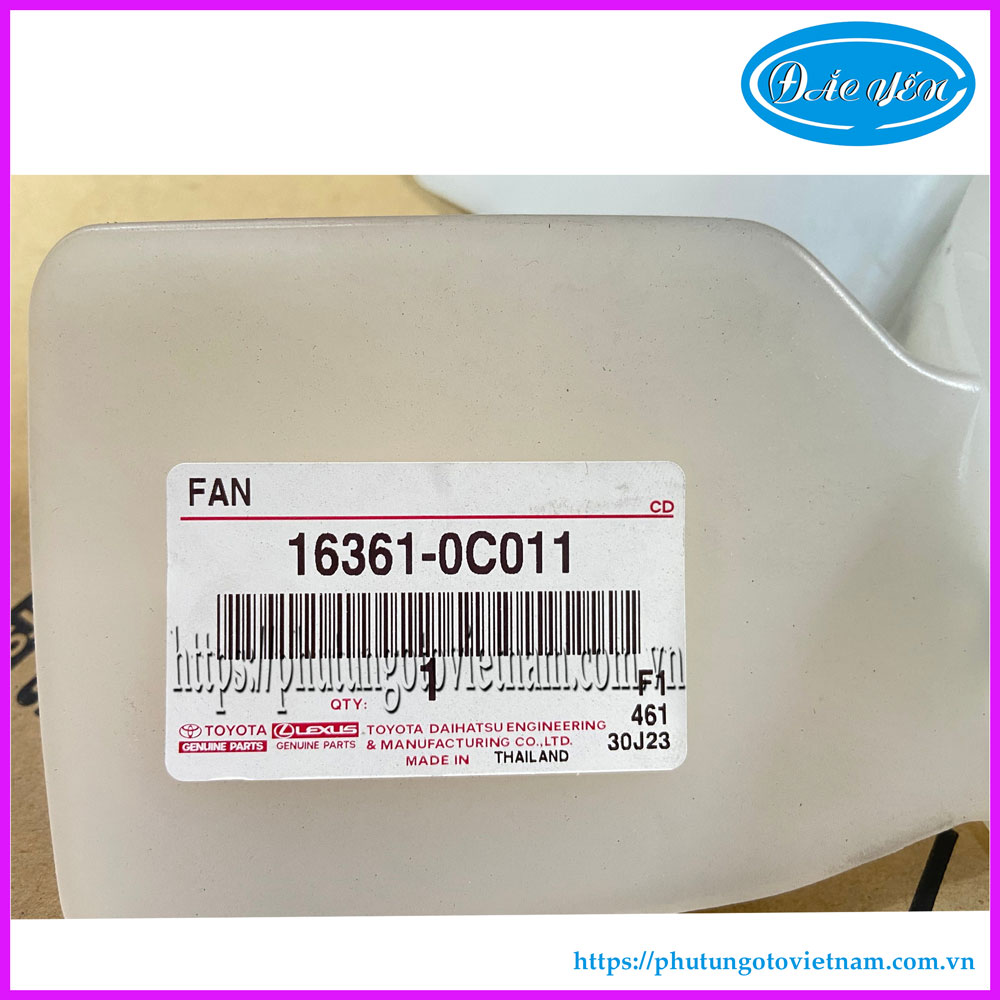 ĐẮC YẾN
FAN
CD
16361-0C011
https://phutungotovietnam.com.vn
QTY: 1
F1
461
30J23
TOYOTA
GENUINE PARTS
LEXUS
GENUINE PARTS
TOYOTA DAIHATSU ENGINEERING
& MANUFACTURING CO.,LTD.
MADE IN THAILAND
https://phutungotovietnam.com.vn